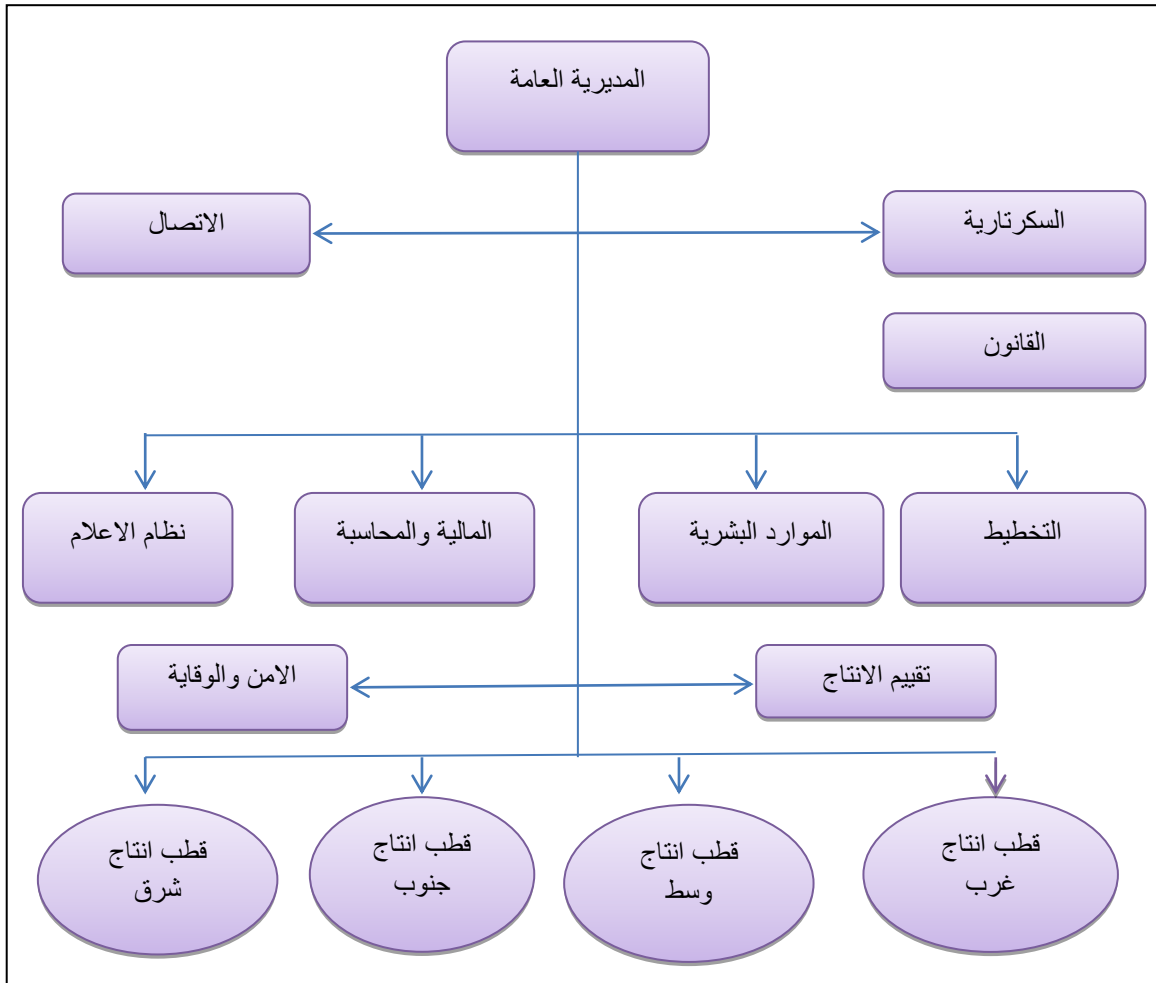 المديرية العامة
السكرتارية
الاتصال
القانون
التخطيط
الموارد البشرية
المالية والمحاسبة
نظام الاعلام
تقييم الانتاج
الامن والوقاية
قطب انتاج
غرب
قطب انتاج
وسط
قطب انتاج
جنوب
قطب انتاج
شرق